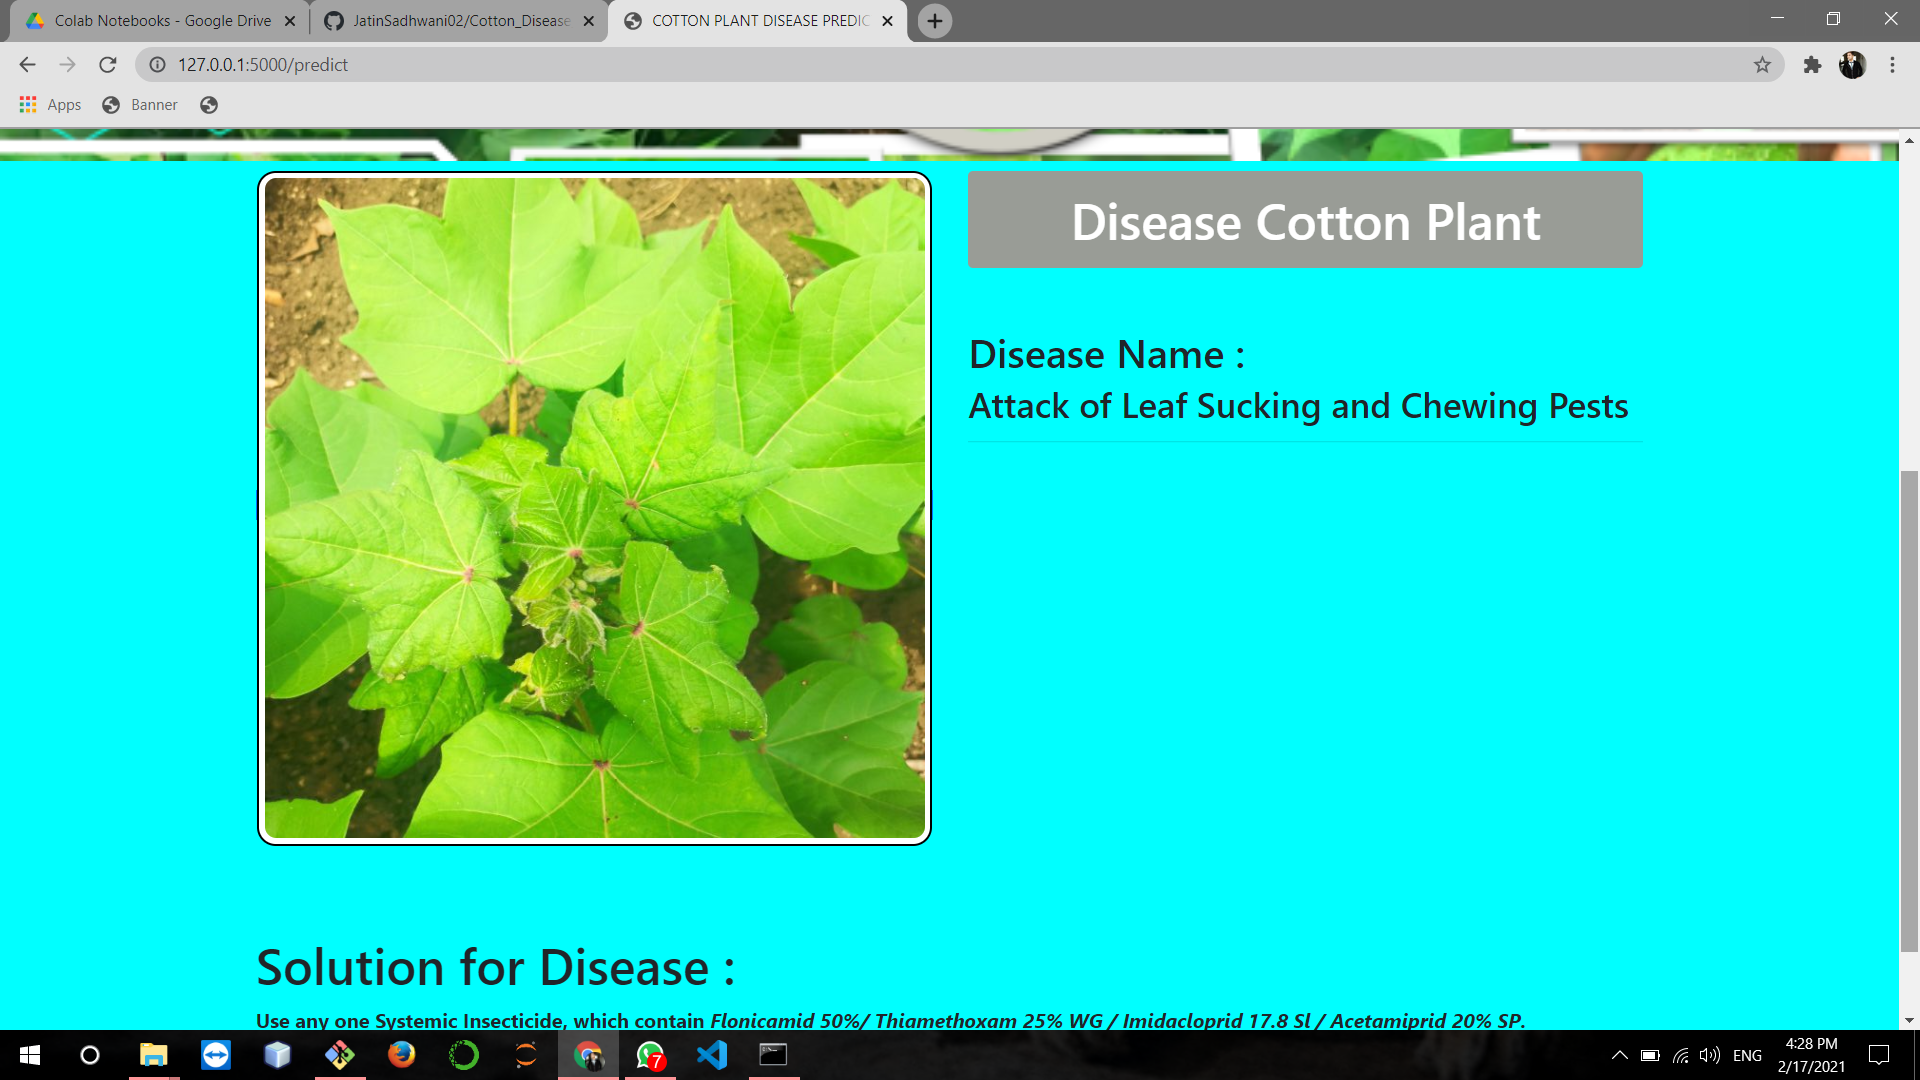 Colab Notebooks - Google Drive
JatinSadhwani02/Cotton_Disease
COTTON PLANT DISEASE PREDIC
127.0.0.1:5000/predict
Apps
Banner
Disease Cotton Plant
Disease Name :
Attack of Leaf Sucking and Chewing Pests
Solution for Disease :
Use any one Systemic Insecticide, which contain Flonicamid 50%/ Thiamethoxam 25% WG / Imidacloprid 17.8 Sl / Acetamiprid 20% SP.
7
ENG
4:28 PM
2/17/2021